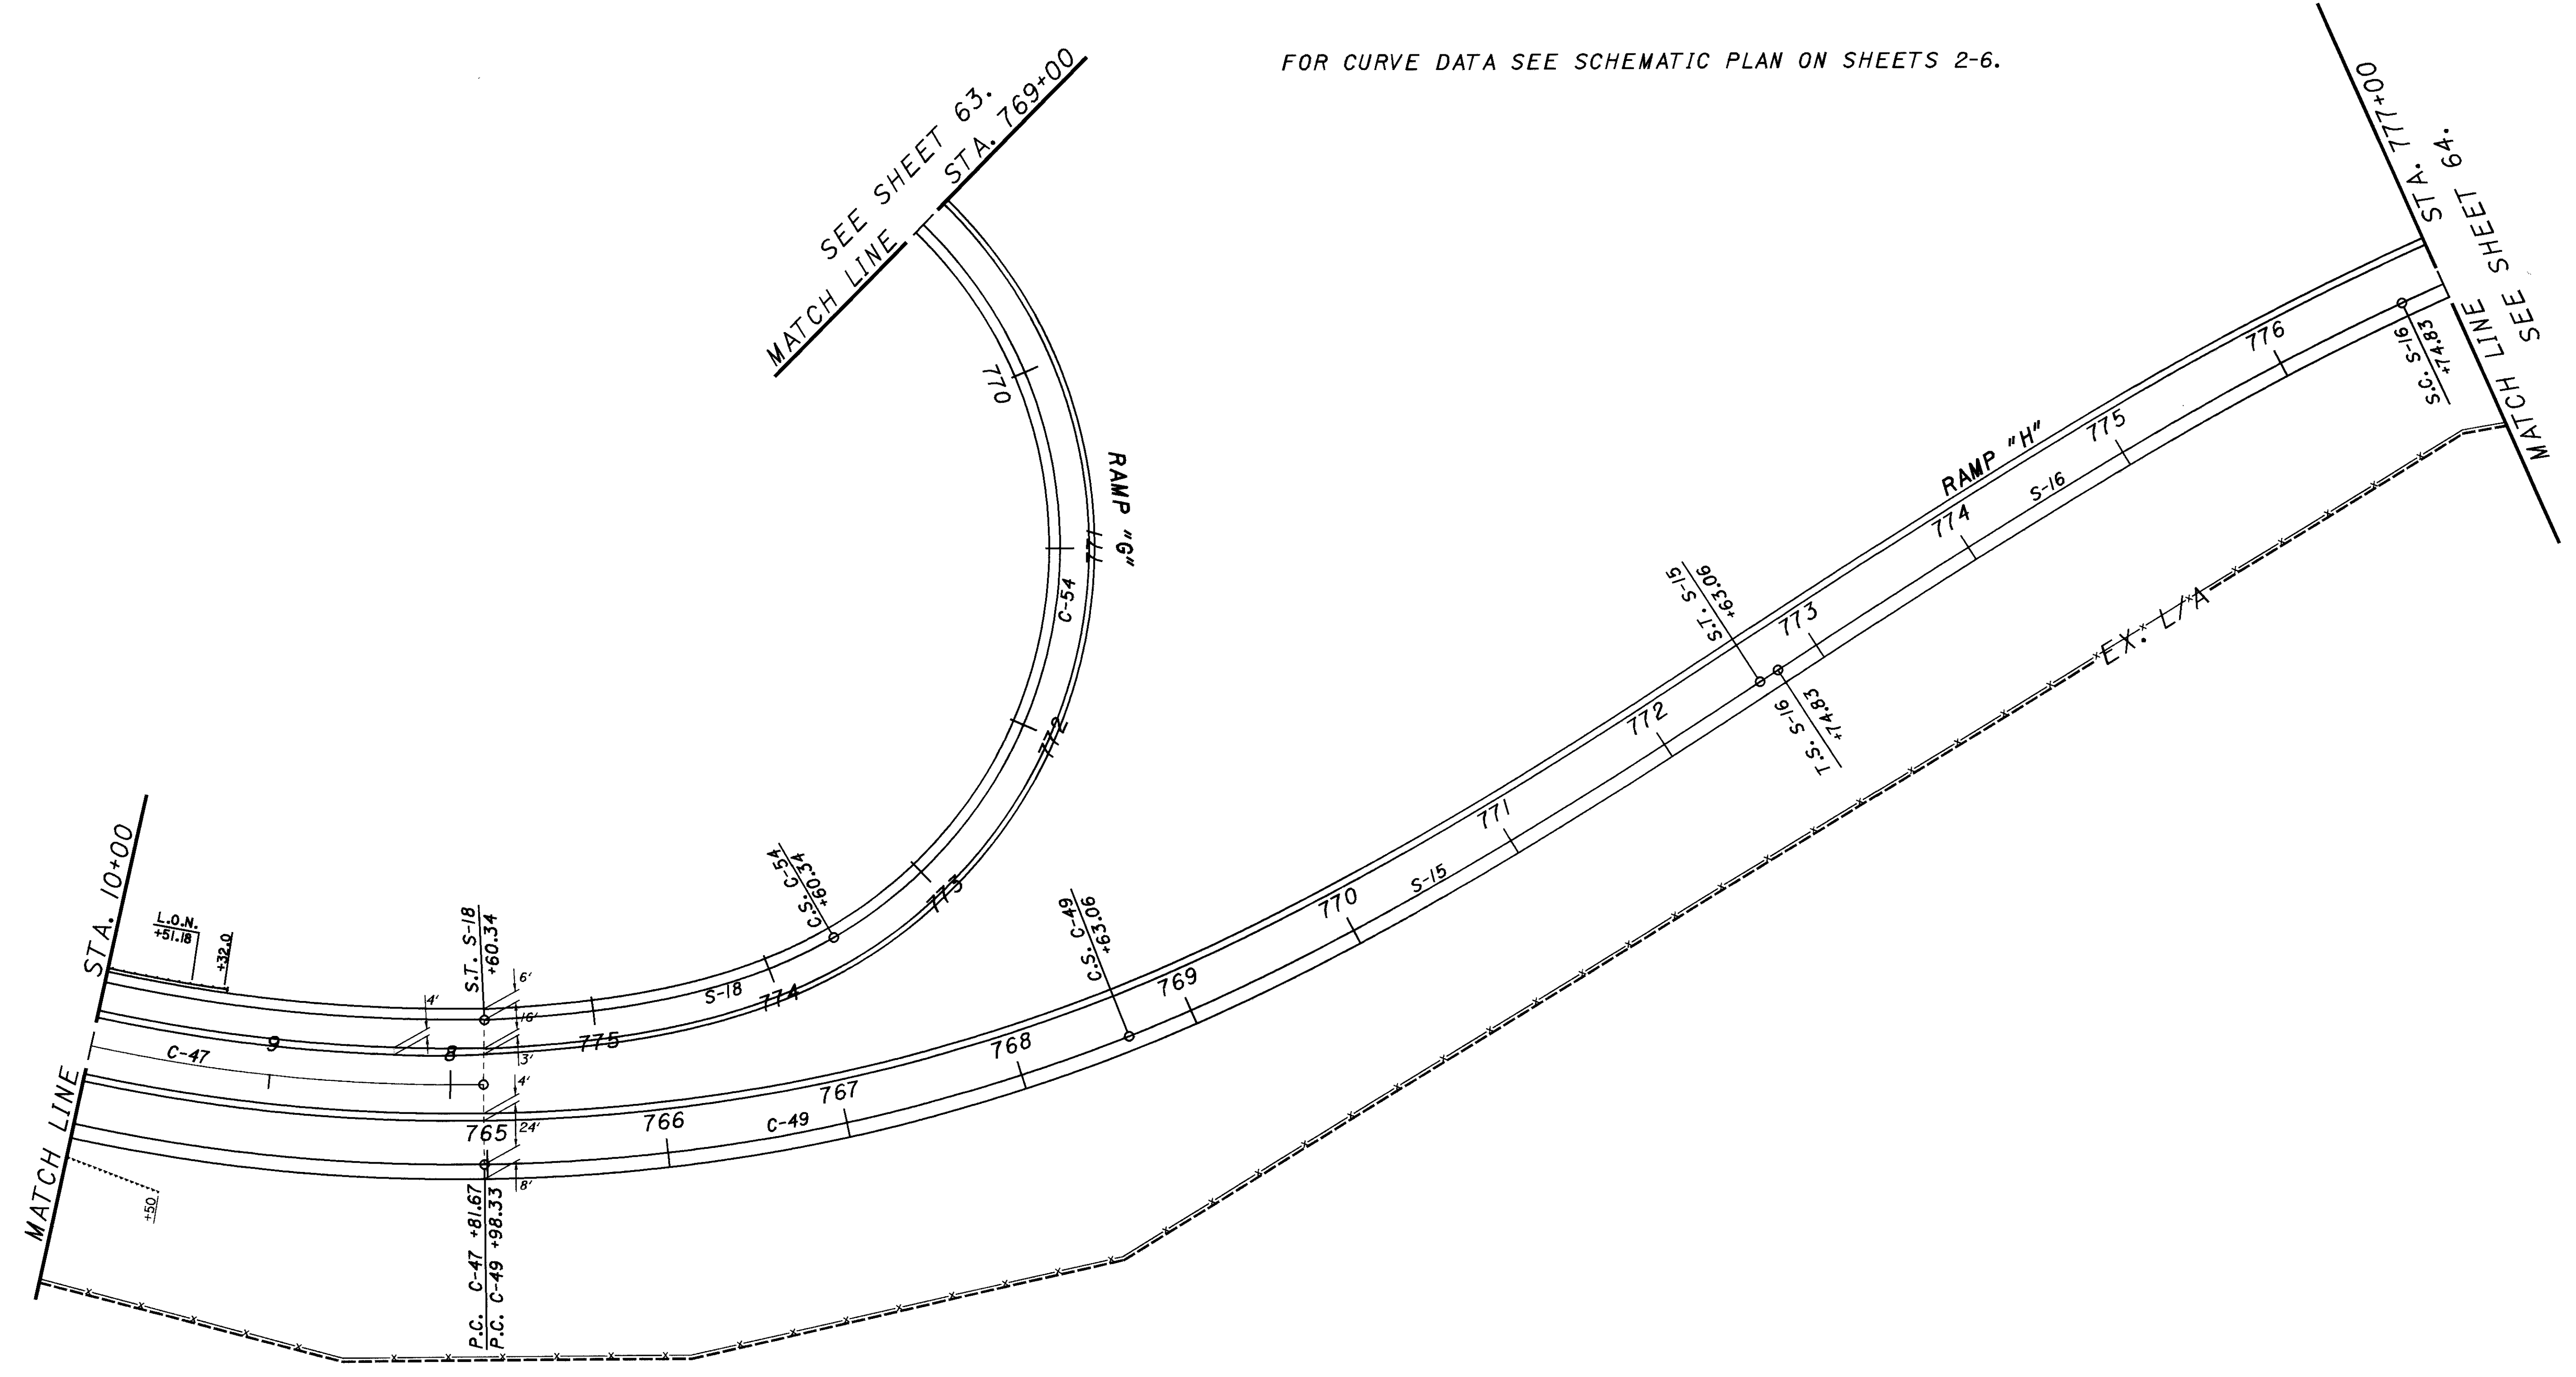 FOR CURVE DATA SEE SCHEMATIC PLAN ON SHEETS 2-6.
SEE SHEET 63.
MATCH LINE STA. 769+00
770
RAMP "G"
771
C-54
772
773
C.S. C-54
+60.34
774
S-18
775
S.T. S-18
+60.34
STA. 10+00
MATCH LINE
L.O.N.
+51.18
+32.0
C-47
9
8
4'
6'
16'
3'
4'
24'
8'
+50
P.C. C-47 +81.67
P.C. C-49 +98.33
765
766
C-49
767
768
C.S. C-49
+63.06
769
770
S-15
771
772
S.T. S-15
+63.06
T.S. S-16
+74.83
773
774
RAMP "H"
S-16
775
776
S.C. S-16
+74.83
STA. 777+00
MATCH LINE
SEE SHEET 64.
EX. L/A